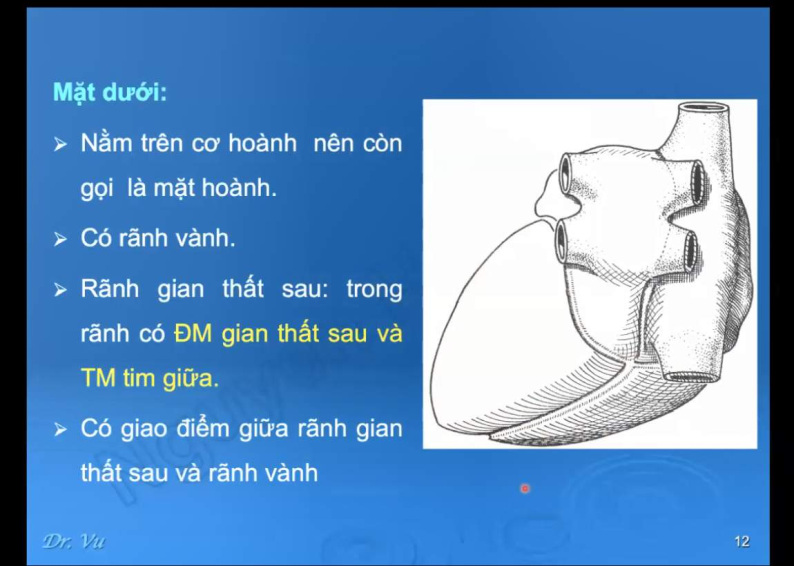 Mặt dưới:
➢ Nằm trên cơ hoành nên còn
gọi là mặt hoành.
➢ Có rãnh vành.
➢ Rãnh gian thất sau: trong
rãnh có ĐM gian thất sau và
TM tim giữa.
➢ Có giao điểm giữa rãnh gian
thất sau và rãnh vành
Dr. Vu
12